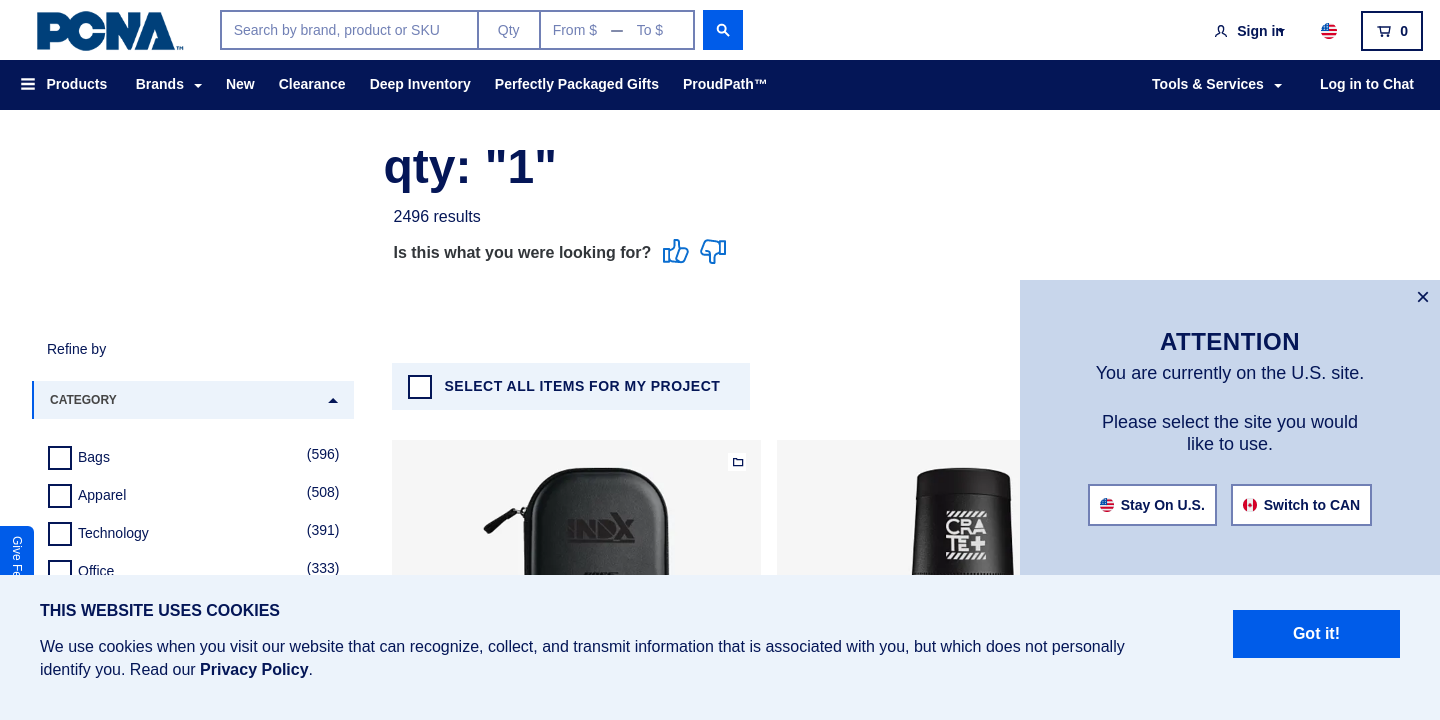 PCNA™
Search by brand, product or SKU
Qty
From $ — To $
Sign in
0
Products
Brands
New
Clearance
Deep Inventory
Perfectly Packaged Gifts
ProudPath™
Tools & Services
Log in to Chat
qty: "1"
2496 results
Is this what you were looking for?
Refine by
CATEGORY
Bags (596)
Apparel (508)
Technology (391)
Office (333)
Give Fe
SELECT ALL ITEMS FOR MY PROJECT
INDX
CRA
TE+
×
ATTENTION
You are currently on the U.S. site.
Please select the site you would
like to use.
Stay On U.S.
Switch to CAN
THIS WEBSITE USES COOKIES
We use cookies when you visit our website that can recognize, collect, and transmit information that is associated with you, but which does not personally
identify you. Read our Privacy Policy.
Got it!